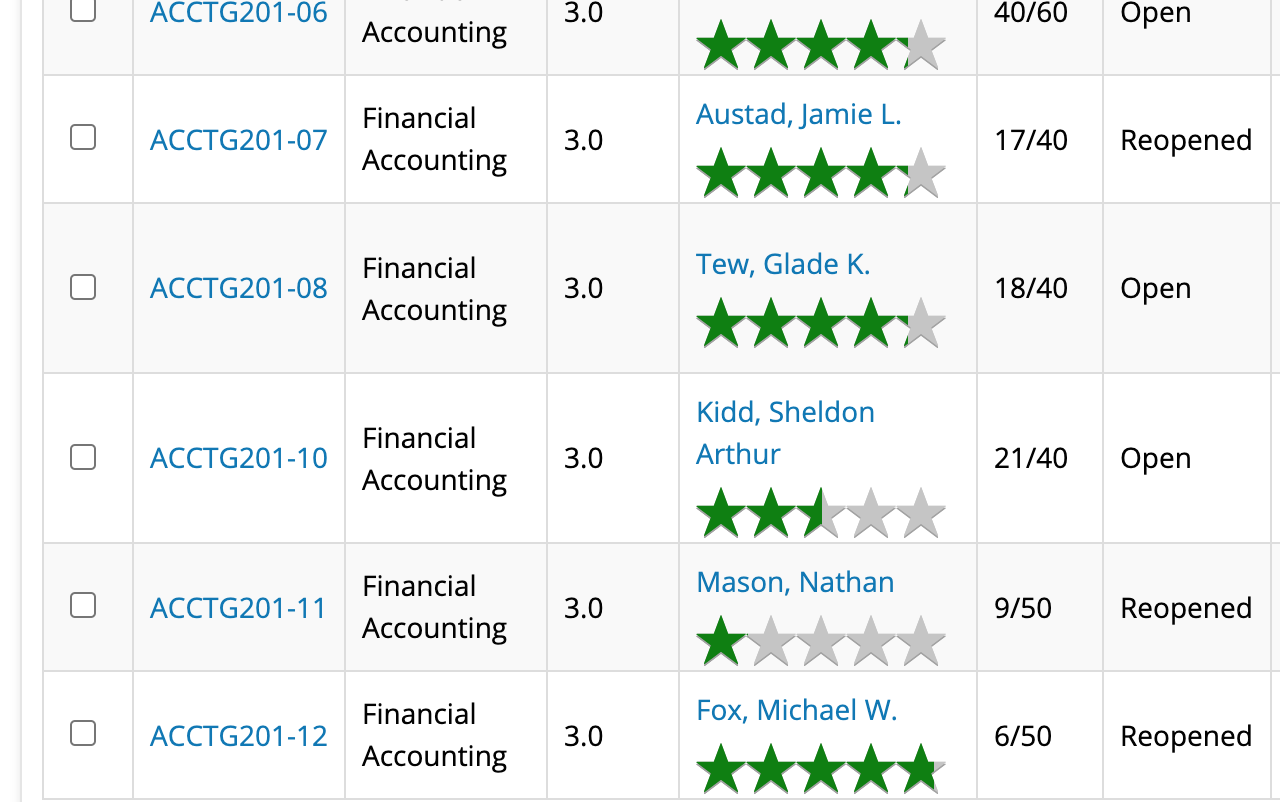 ACCTG201-06
Accounting
3.0
40/60
Open
ACCTG201-07
Financial
Accounting
3.0
Austad, Jamie L.
17/40
Reopened
ACCTG201-08
Financial
Accounting
3.0
Tew, Glade K.
18/40
Open
ACCTG201-10
Financial
Accounting
3.0
Kidd, Sheldon
Arthur
21/40
Open
ACCTG201-11
Financial
Accounting
3.0
Mason, Nathan
9/50
Reopened
ACCTG201-12
Financial
Accounting
3.0
Fox, Michael W.
6/50
Reopened